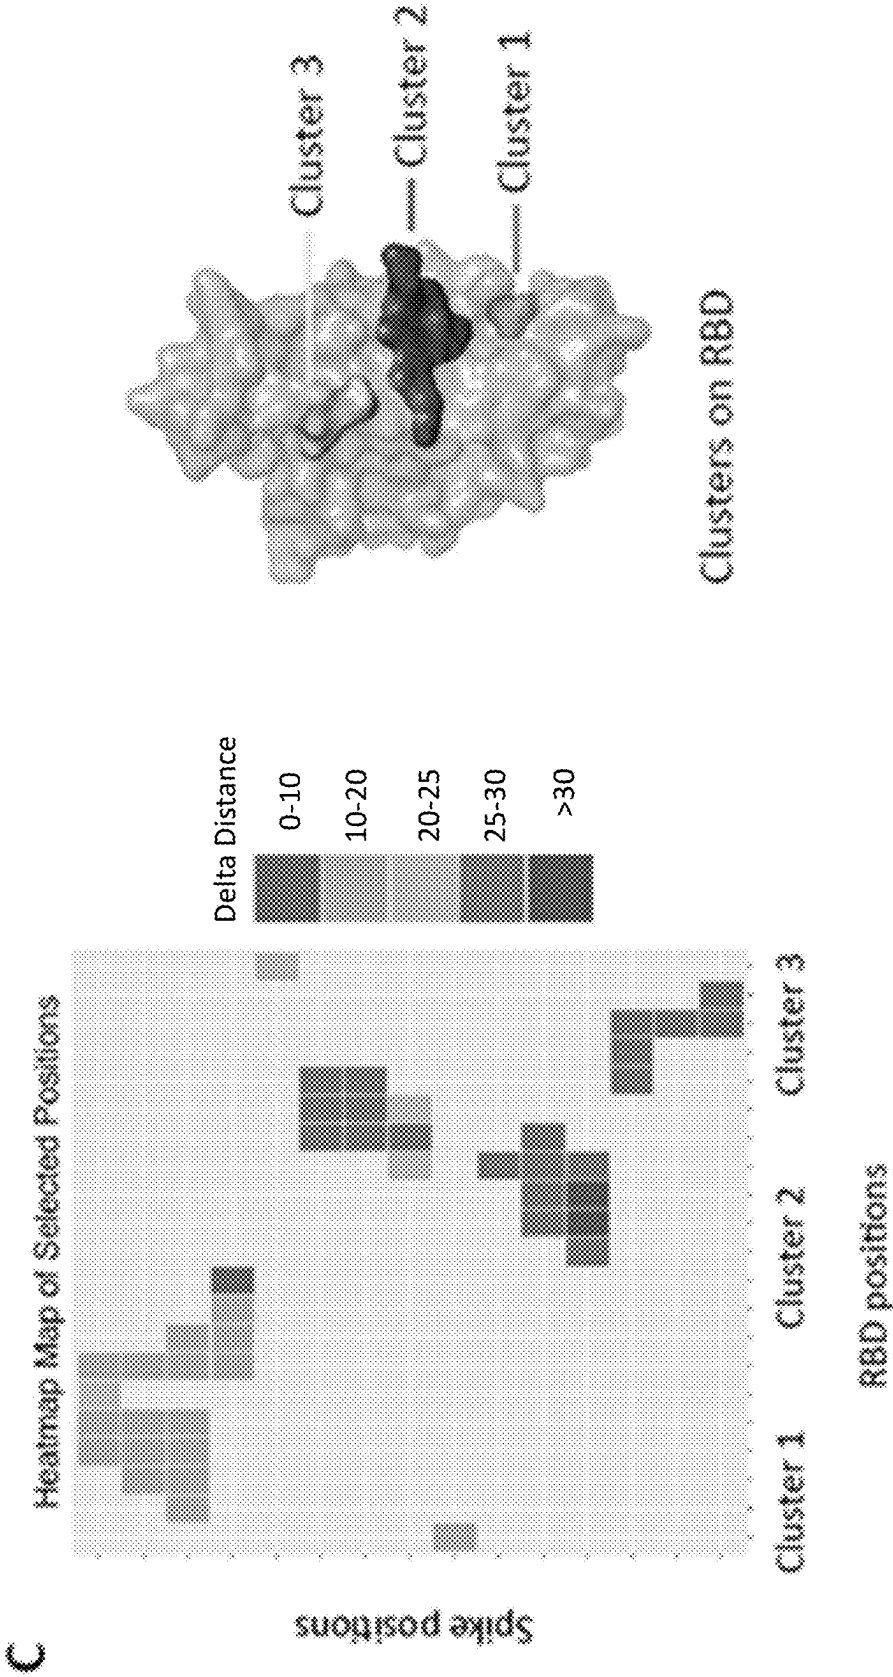 C
Heatmap Map of Selected Positions
Spike positions
Cluster 1
Cluster 2
Cluster 3
RBD positions
Delta Distance
0-10
10-20
20-25
25-30
>30
Cluster 3
Cluster 2
Cluster 1
Clusters on RBD